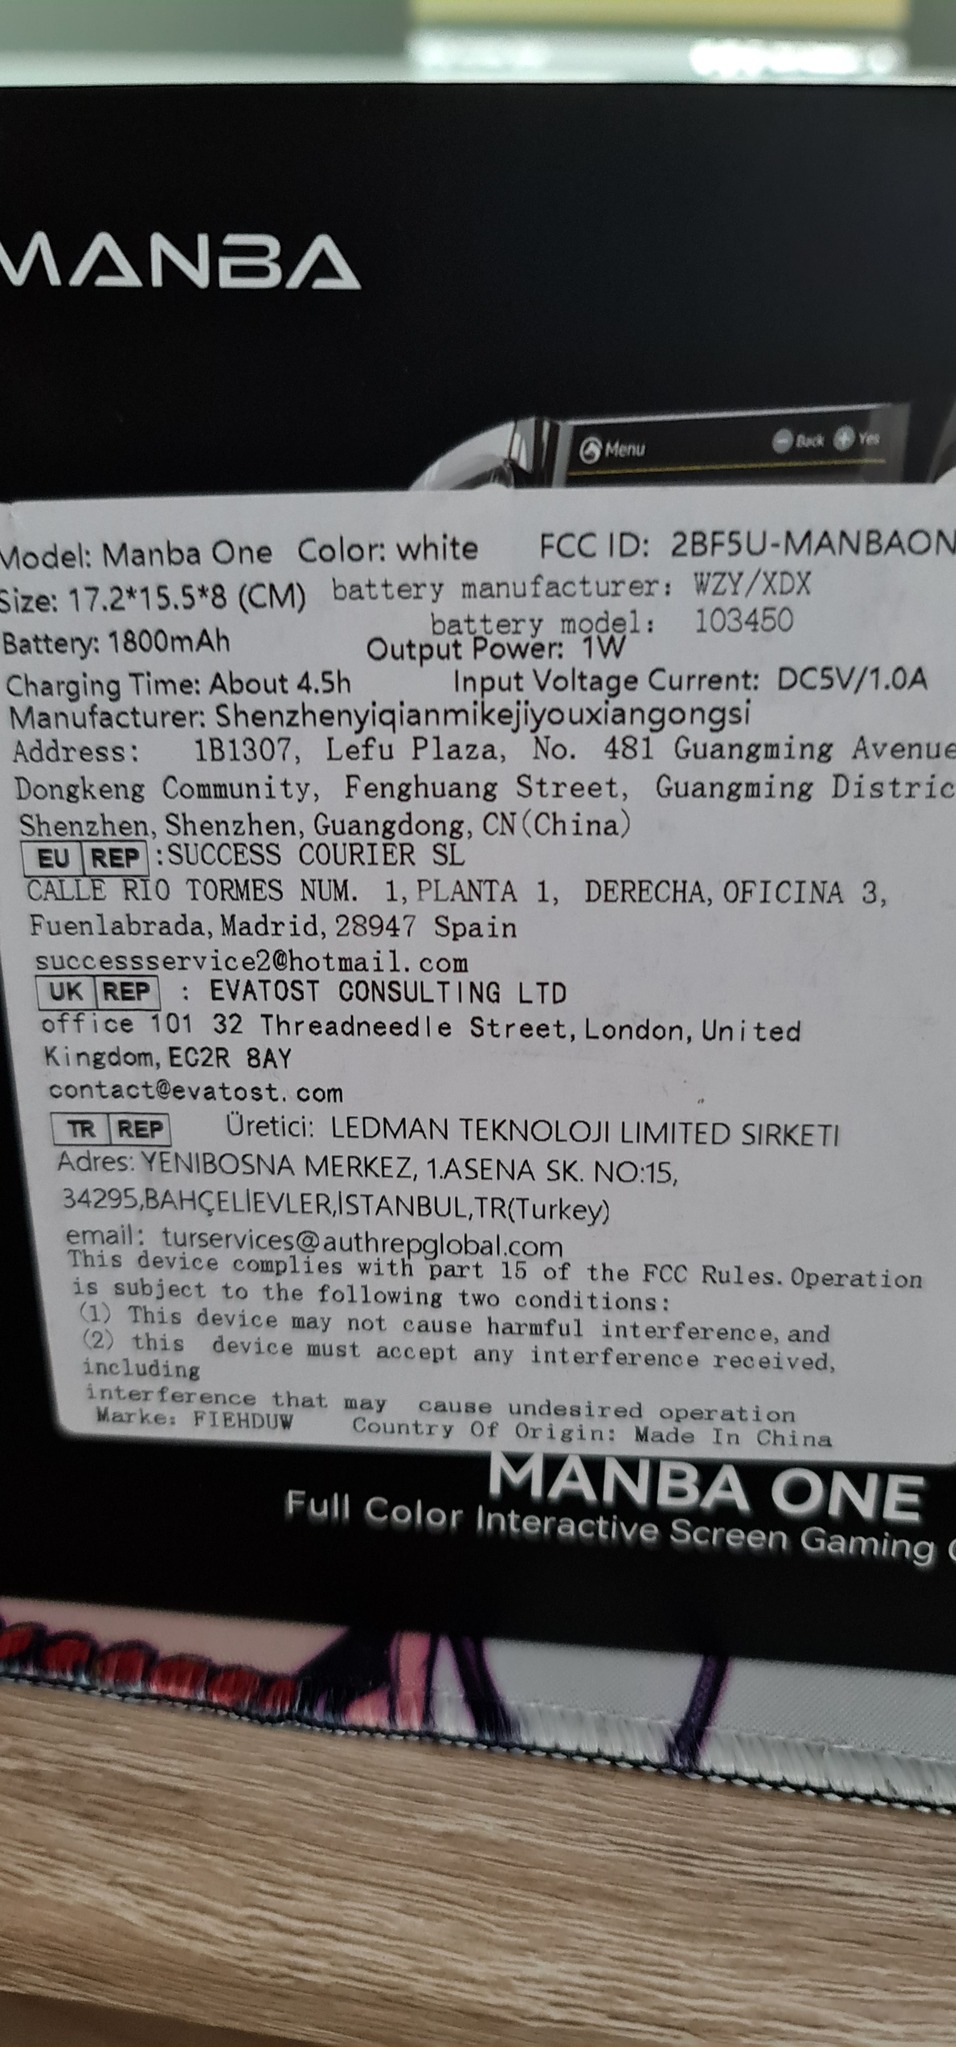 MANBA
Menu
Back Yes
Model: Manba One Color: white FCC ID: 2BF5U-MANBAON
Size: 17.2*15.5*8 (CM) battery manufacturer: WZY/XDX
battery model: 103450
Battery: 1800mAh Output Power: 1W
Charging Time: About 4.5h Input Voltage Current: DC5V/1.0A
Manufacturer: Shenzhenyiqianmikejiyouxiangongsi
Address: 1B1307, Lefu Plaza, No. 481 Guangming Avenue
Dongkeng Community, Fenghuang Street, Guangming Distric
Shenzhen, Shenzhen, Guangdong, CN(China)
EU REP :SUCCESS COURIER SL
CALLE RIO TORMES NUM. 1, PLANTA 1, DERECHA, OFICINA 3,
Fuenlabrada, Madrid, 28947 Spain
successservice2@hotmail.com
UK REP : EVATOST CONSULTING LTD
office 101 32 Threadneedle Street, London, United
Kingdom, EC2R 8AY
contact@evatost.com
TR REP Üretici: LEDMAN TEKNOLOJI LIMITED SIRKETI
Adres: YENIBOSNA MERKEZ, 1.ASENA SK. NO:15,
34295,BAHÇELİEVLER,İSTANBUL,TR(Turkey)
email: turservices@authrepglobal.com
This device complies with part 15 of the FCC Rules. Operation
is subject to the following two conditions:
(1) This device may not cause harmful interference, and
(2) this device must accept any interference received,
including
interference that may cause undesired operation
Marke: FIEHDUW Country Of Origin: Made In China
MANBA ONE
Full Color Interactive Screen Gaming